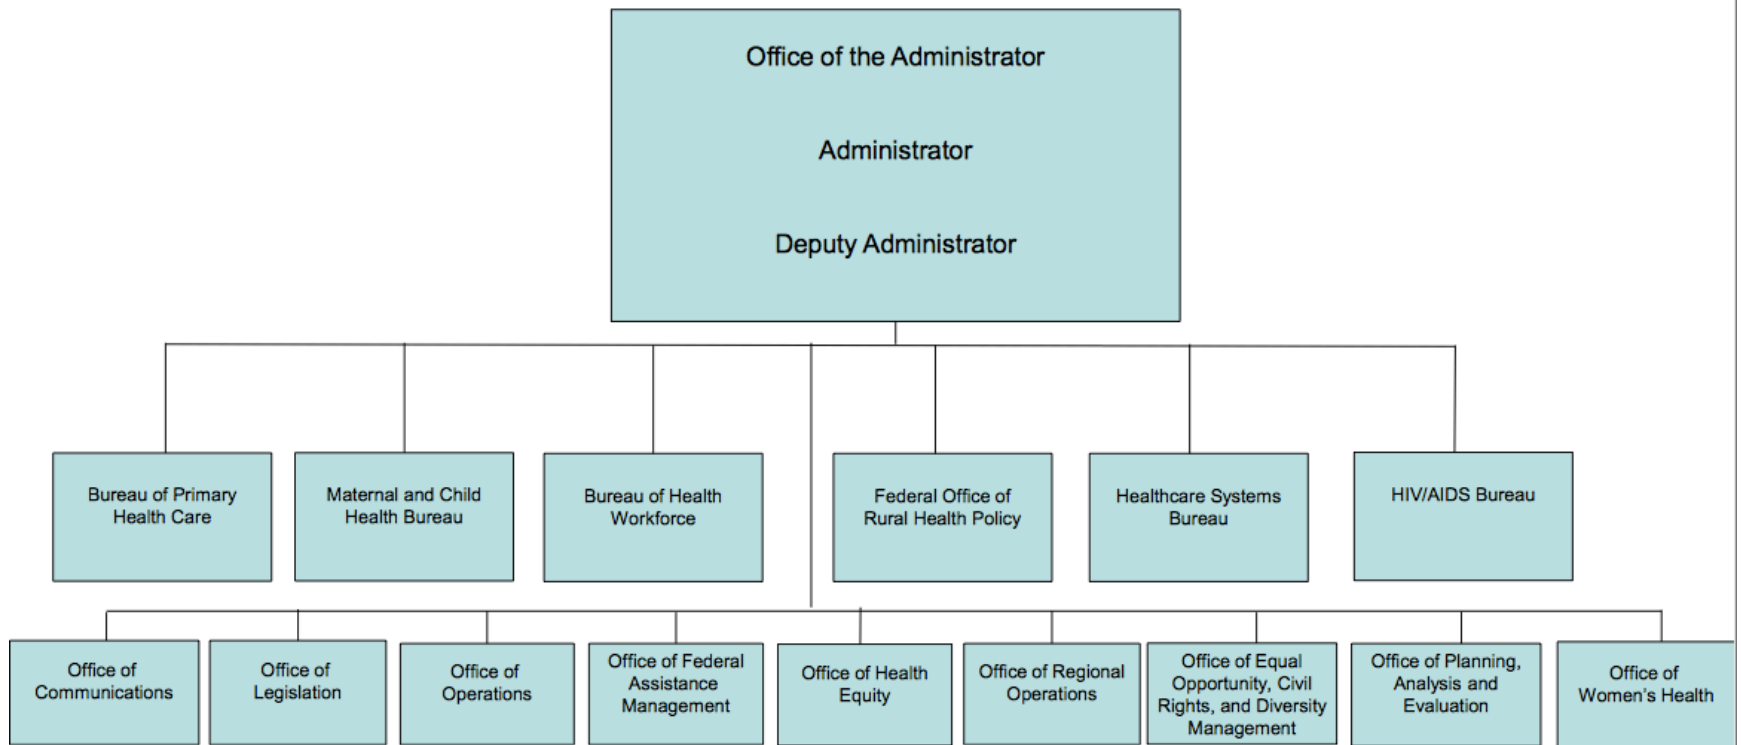 Office of the Administrator
Administrator
Deputy Administrator
Bureau of Primary
Health Care
Maternal and Child
Health Bureau
Bureau of Health
Workforce
Federal Office of
Rural Health Policy
Healthcare Systems
Bureau
HIV/AIDS Bureau
Office of
Communications
Office of
Legislation
Office of
Operations
Office of Federal
Assistance
Management
Office of Health
Equity
Office of Regional
Operations
Office of Equal
Opportunity, Civil
Rights, and Diversity
Management
Office of Planning,
Analysis and
Evaluation
Office of
Women's Health